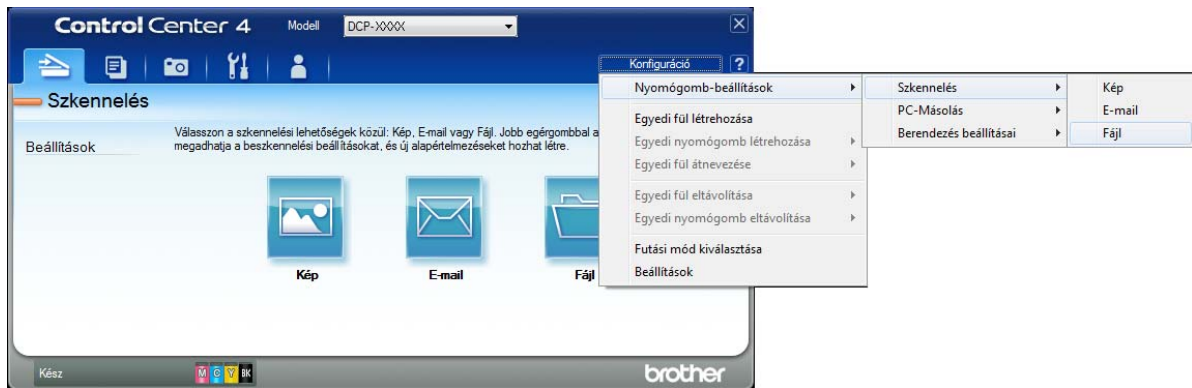 Control Center 4 Modell DCP-XXXX
Konfiguráció ?
Szkennelés
Beállítások
Válasszon a szkennelési lehetőségek közül: Kép, E-mail vagy Fájl. Jobb egérgombbal a
megadhatja a beszkennelési beállításokat, és új alapértelmezéseket hozhat létre.
Kép E-mail Fájl
Nyomógomb-beállítások
Egyedi fül létrehozása
Egyedi nyomógomb létrehozása
Egyedi fül átnevezése
Egyedi fül eltávolítása
Egyedi nyomógomb eltávolítása
Futási mód kiválasztása
Beállítások
Szkennelés
PC-Másolás
Berendezés beállításai
Kép
E-mail
Fájl
Kész M C Y BK brother